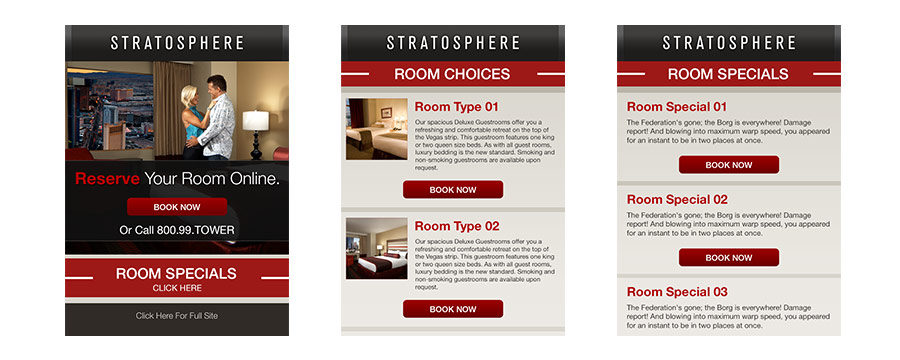 STRATOSPHERE
Reserve Your Room Online.
BOOK NOW
Or Call 800.99.TOWER
ROOM SPECIALS
CLICK HERE
Click Here For Full Site
STRATOSPHERE
ROOM CHOICES
Room Type 01
Our spacious Deluxe Guestrooms offer you a
refreshing and comfortable retreat on the top of
the Vegas strip. This guestroom features one king
or two queen size beds. As with all guest rooms,
luxury bedding is the new standard. Smoking and
non-smoking guestrooms are available upon
request.
BOOK NOW
Room Type 02
Our spacious Deluxe Guestrooms offer you a
refreshing and comfortable retreat on the top of
the Vegas strip. This guestroom features one king
or two queen size beds. As with all guest rooms,
luxury bedding is the new standard. Smoking and
non-smoking guestrooms are available upon
request.
BOOK NOW
STRATOSPHERE
ROOM SPECIALS
Room Special 01
The Federation's gone; the Borg is everywhere! Damage
report! And blowing into maximum warp speed, you appeared
for an instant to be in two places at once.
BOOK NOW
Room Special 02
The Federation's gone; the Borg is everywhere! Damage
report! And blowing into maximum warp speed, you appeared
for an instant to be in two places at once.
BOOK NOW
Room Special 03
The Federation's gone; the Borg is everywhere! Damage
report! And blowing into maximum warp speed, you appeared
for an instant to be in two places at once.